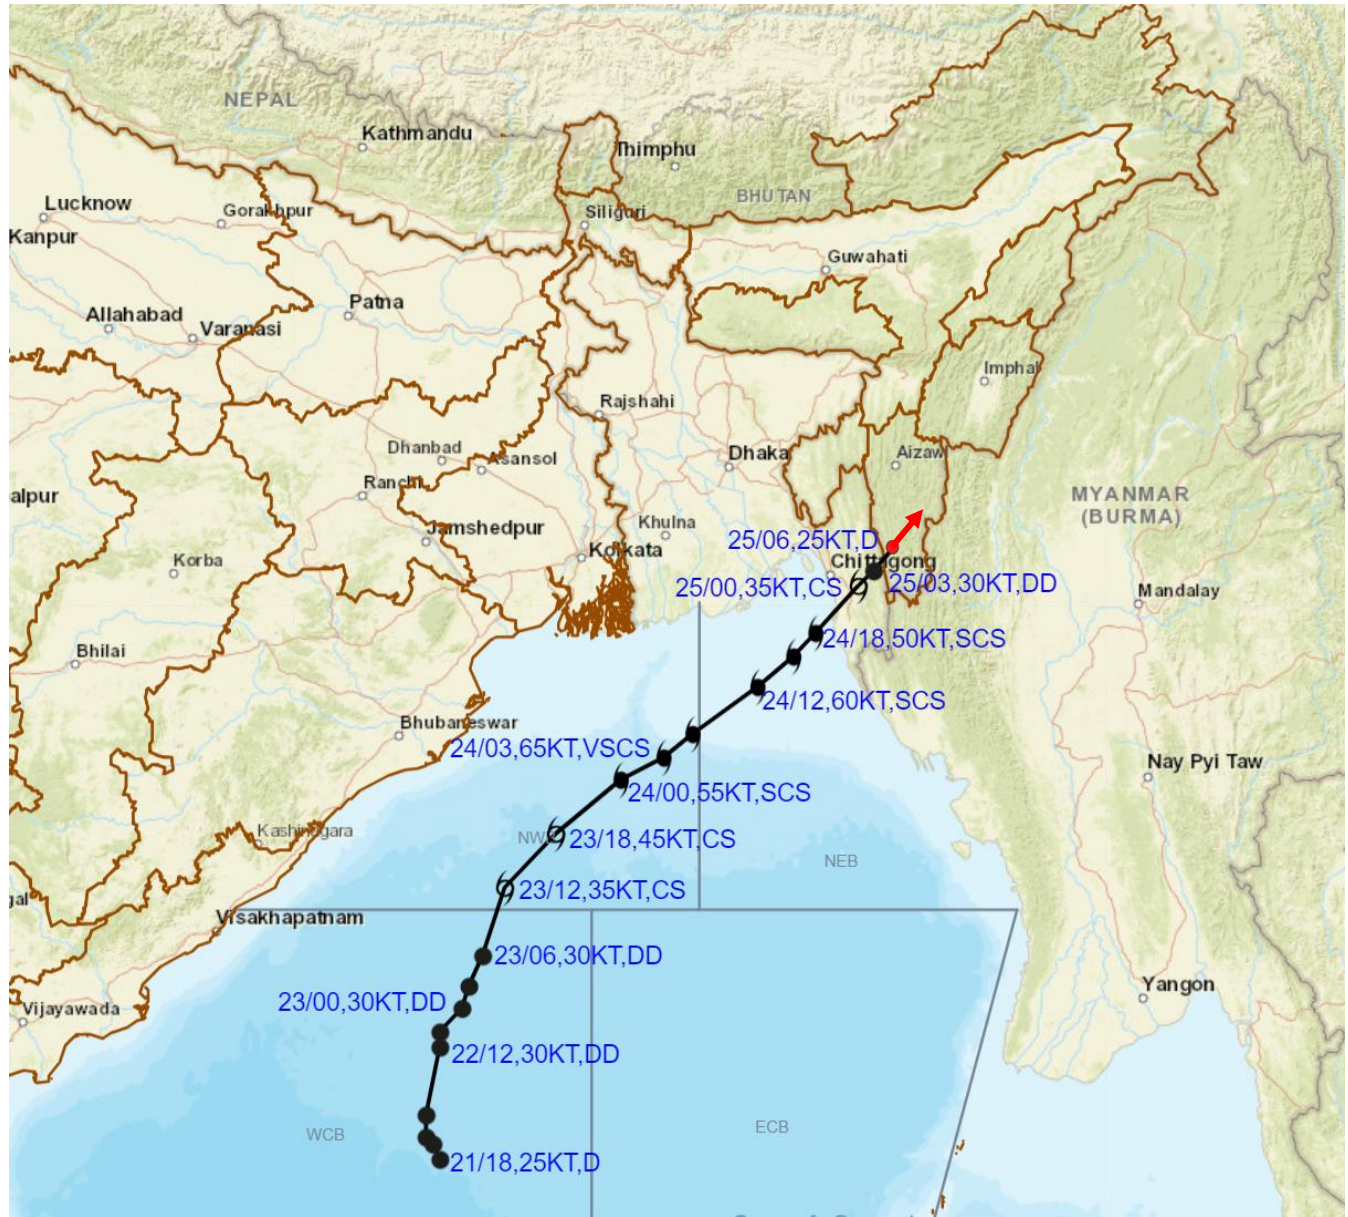 NEPAL
Kathmandu
Thimphu
BHUTAN
Lucknow
Gorakhpur
Siliguri
Kanpur
Guwahati
Patna
Allahabad
Varanasi
Imphal
Rajshahi
Dhanbad
Asansol
Dhaka
Aizawl
Ranchi
alpur
MYANMAR
(BURMA)
Khulna
Jamshedpur
25/06,25KT,D
Kolkata
Chittagong
Korba
25/00,35KT,CS
25/03,30KT,DD
Mandalay
24/18,50KT,SCS
Bhilai
24/12,60KT,SCS
Bhubaneswar
24/03,65KT,VSCS
Nay Pyi Taw
24/00,55KT,SCS
Kashinagara
NWB
23/18,45KT,CS
NEB
23/12,35KT,CS
gal
Visakhapatnam
23/06,30KT,DD
Yangon
23/00,30KT,DD
Vijayawada
22/12,30KT,DD
WCB
ECB
21/18,25KT,D